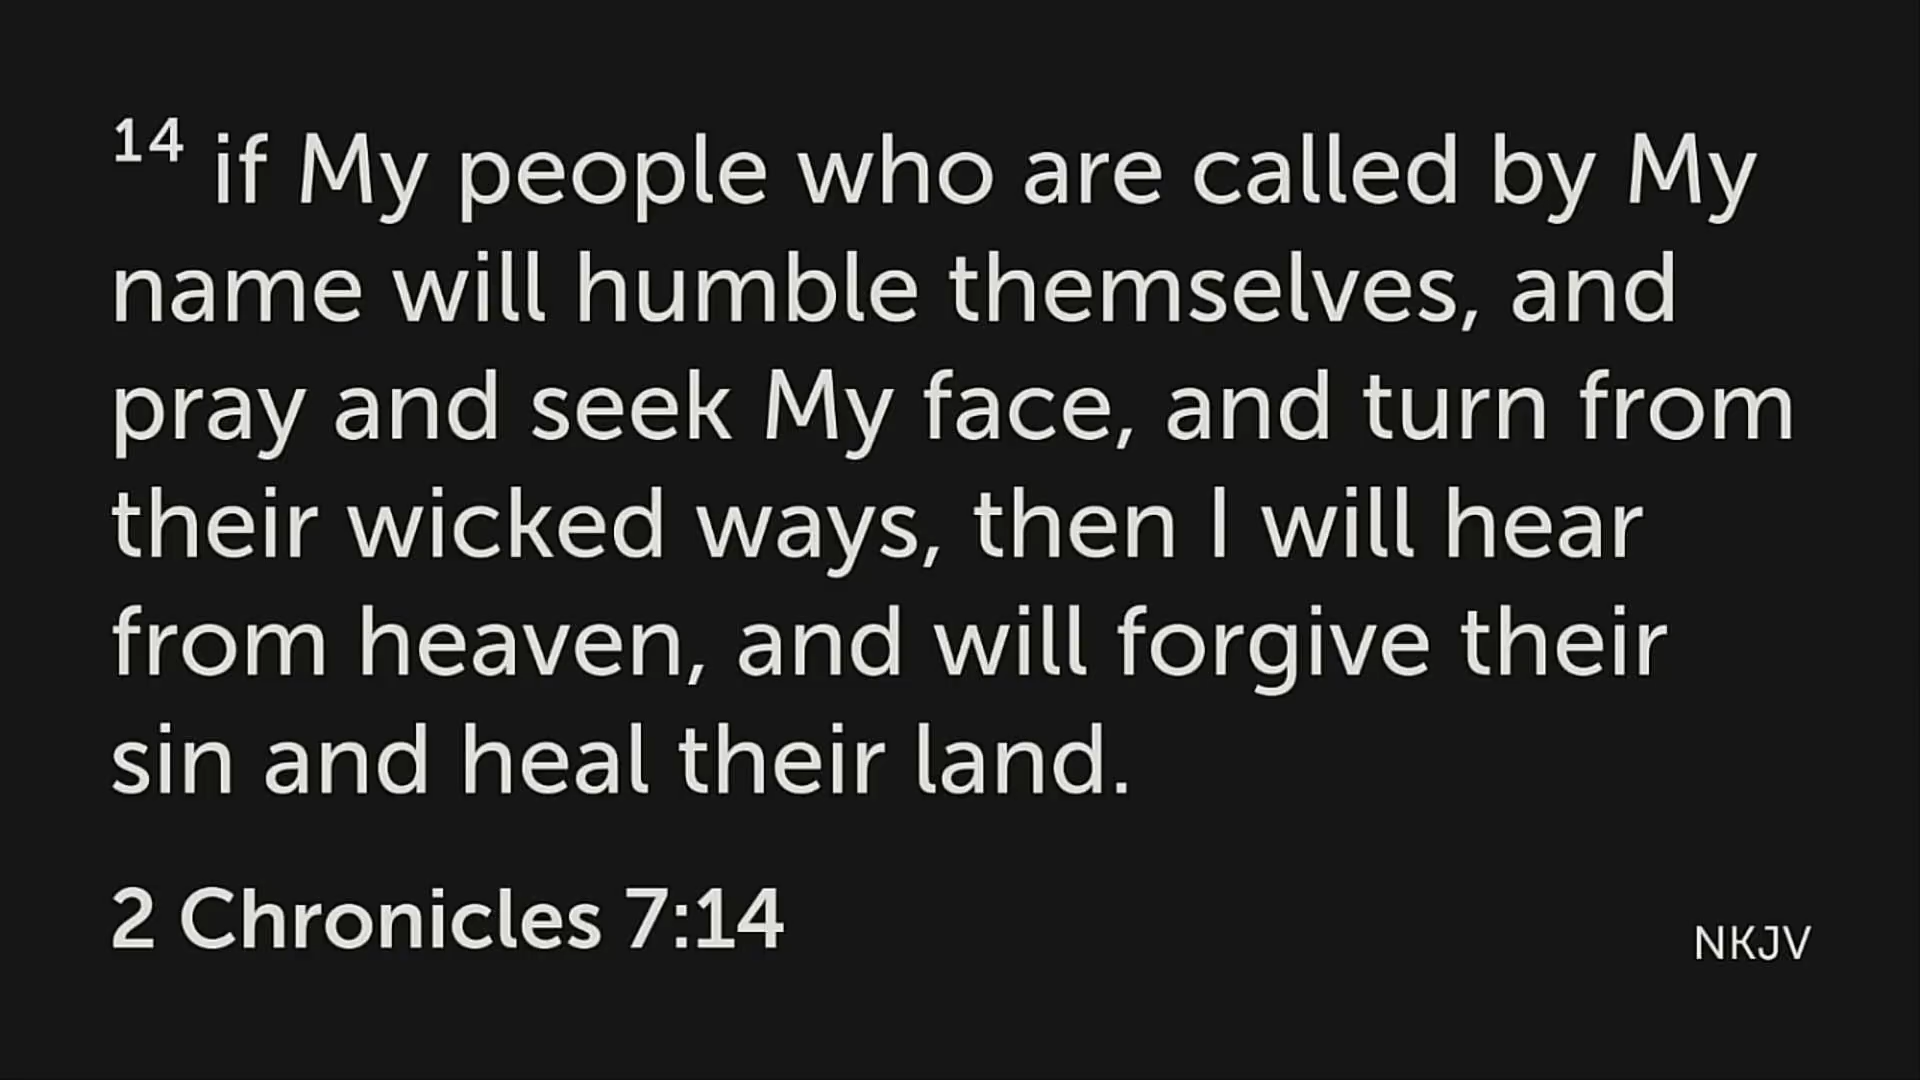 14 if My people who are called by My
name will humble themselves, and
pray and seek My face, and turn from
their wicked ways, then I will hear
from heaven, and will forgive their
sin and heal their land.
2 Chronicles 7:14
NKJV